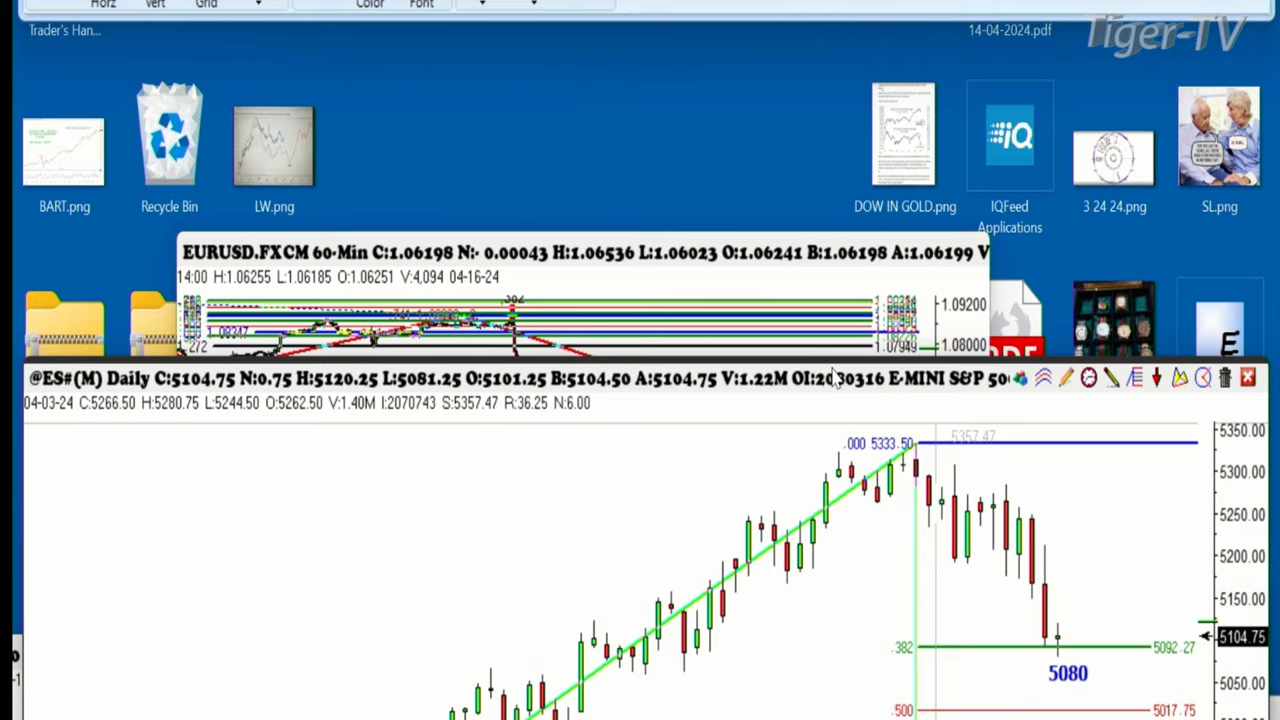 Horz Vert Grid Color Font
Trader's Han...
14-04-2024.pdf
Tiger-TV
BART.png
Recycle Bin
LW.png
DOW IN GOLD.png
iQ
IQFeed
Applications
3 24 24.png
SL.png
EURUSD.FXCM 60-Min C:1.06198 N:- 0.00043 H:1.06536 L:1.06023 O:1.06241 B:1.06198 A:1.06199 V
14:00 H:1.06255 L:1.06185 O:1.06251 V:4,094 04-16-24
1.09200
1.08347
1.272
1.07949
1.08000
E
@ES#(M) Daily C:5104.75 N:0.75 H:5120.25 L:5081.25 O:5101.25 B:5104.50 A:5104.75 V:1.22M OI:2030316 E-MINI S&P 50
04-03-24 C:5266.50 H:5280.75 L:5244.50 O:5262.50 V:1.40M I:2070743 S:5357.47 R:36.25 N:6.00
.000 5333.50
5357.47
5350.00
5300.00
5250.00
5200.00
5150.00
5104.75
.382
5092.27
5080
5050.00
.500
5017.75